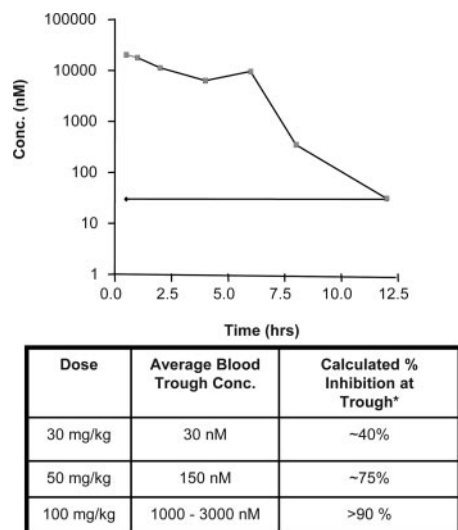 100000
10000
1000
100
10
1
Conc. (nM)
0.0 2.5 5.0 7.5 10.0 12.5
Time (hrs)
Dose Average Blood Trough Conc. Calculated % Inhibition at Trough*
30 mg/kg 30 nM ~40%
50 mg/kg 150 nM ~75%
100 mg/kg 1000 - 3000 nM >90 %